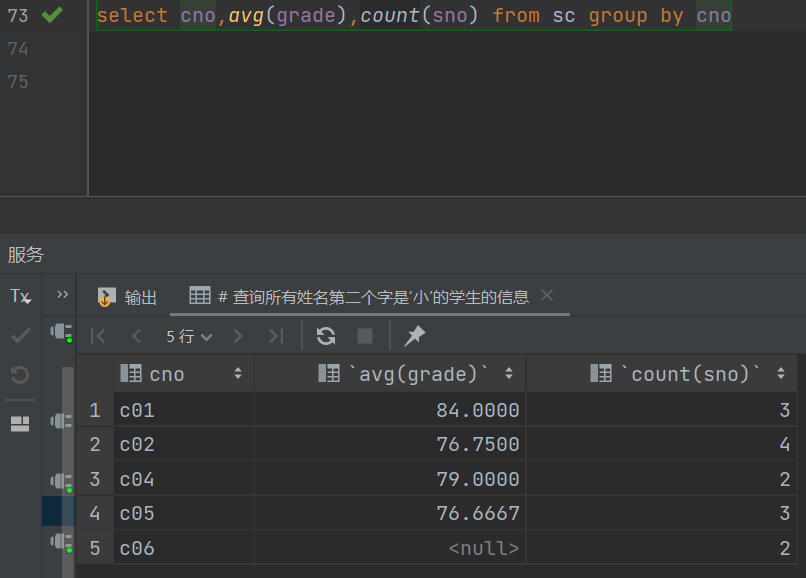 73 select cno,avg(grade),count(sno) from sc group by cno
74
75
服务
Tx
输出 # 查询所有姓名第二个字是‘小’的学生的信息
5 行
cno `avg(grade)` `count(sno)`
1 c01 84.0000 3
2 c02 76.7500 4
3 c04 79.0000 2
4 c05 76.6667 3
5 c06 <null> 2